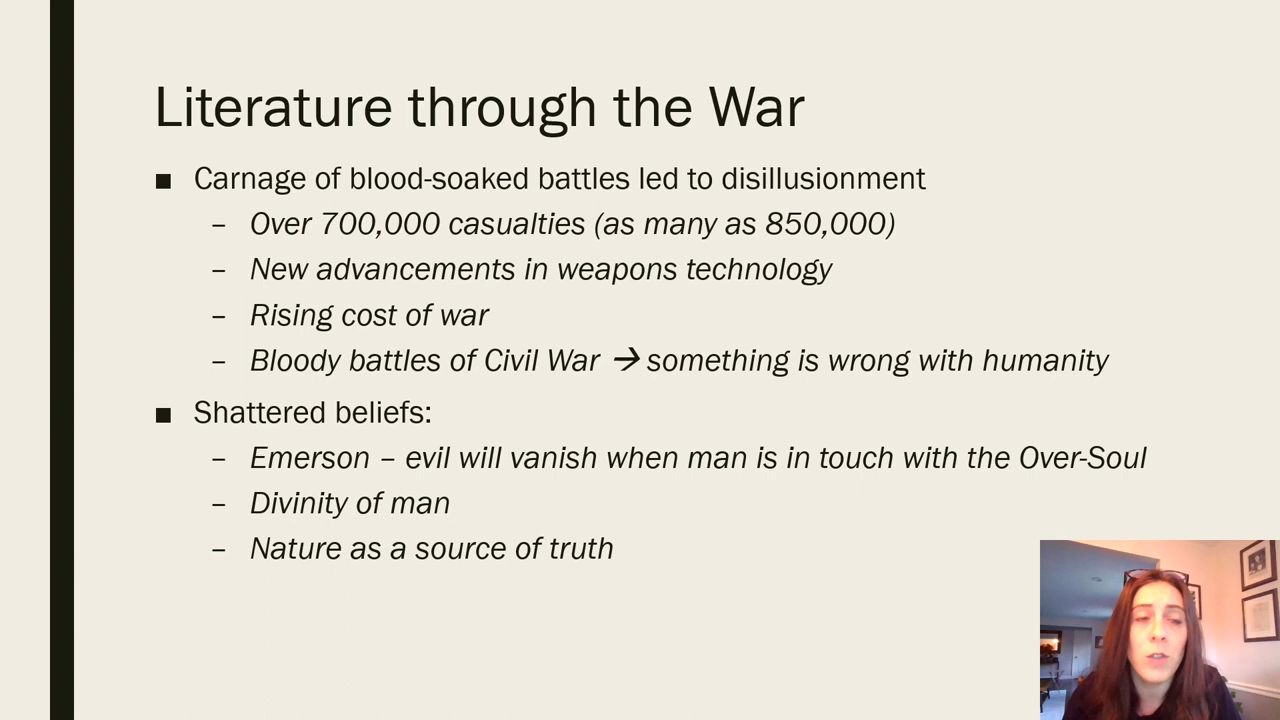 Literature through the War
■ Carnage of blood-soaked battles led to disillusionment
– Over 700,000 casualties (as many as 850,000)
– New advancements in weapons technology
– Rising cost of war
– Bloody battles of Civil War → something is wrong with humanity
■ Shattered beliefs:
– Emerson – evil will vanish when man is in touch with the Over-Soul
– Divinity of man
– Nature as a source of truth